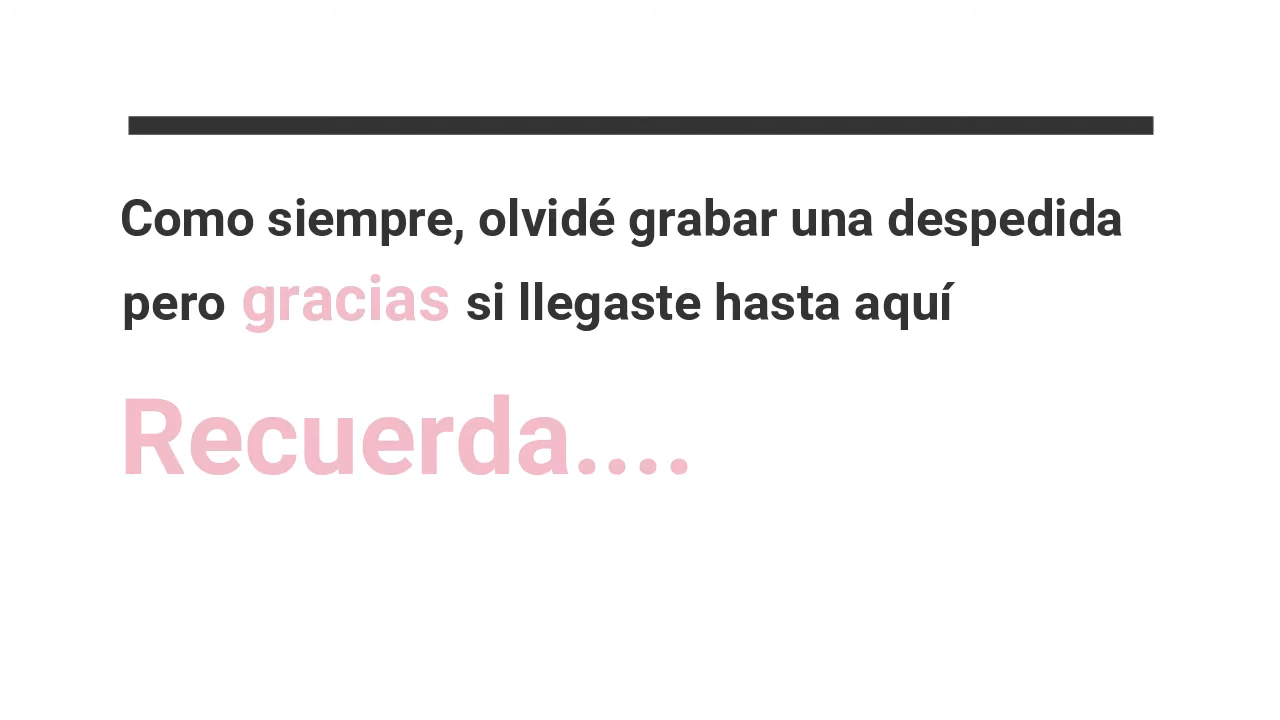 Como siempre, olvidé grabar una despedida
pero gracias si llegaste hasta aquí
Recuerda....